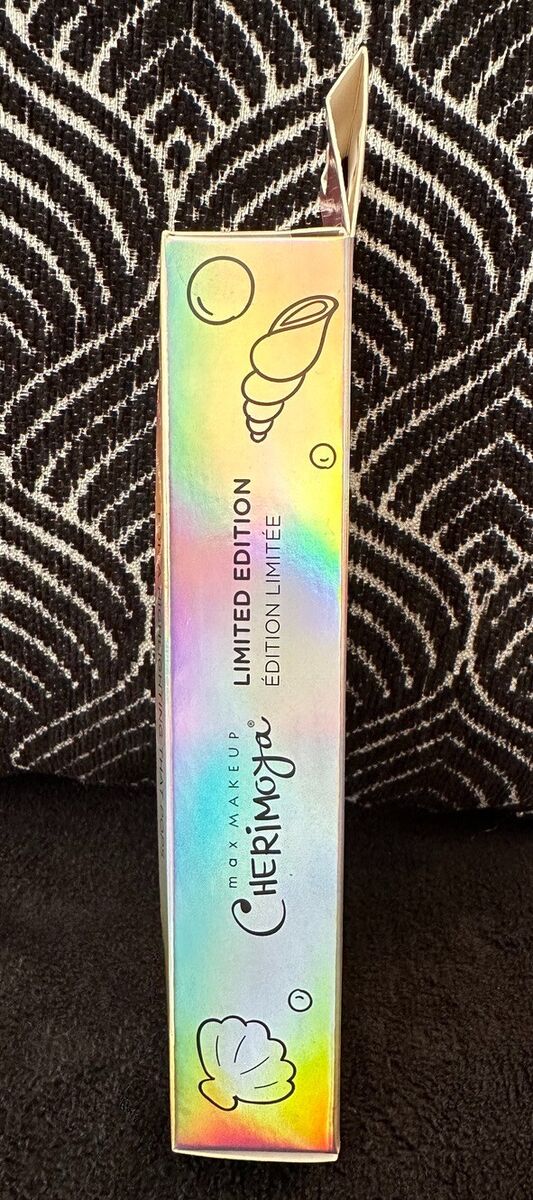 max MAKEUP
CHERIMOYA®
LIMITED EDITION
ÉDITION LIMITÉE